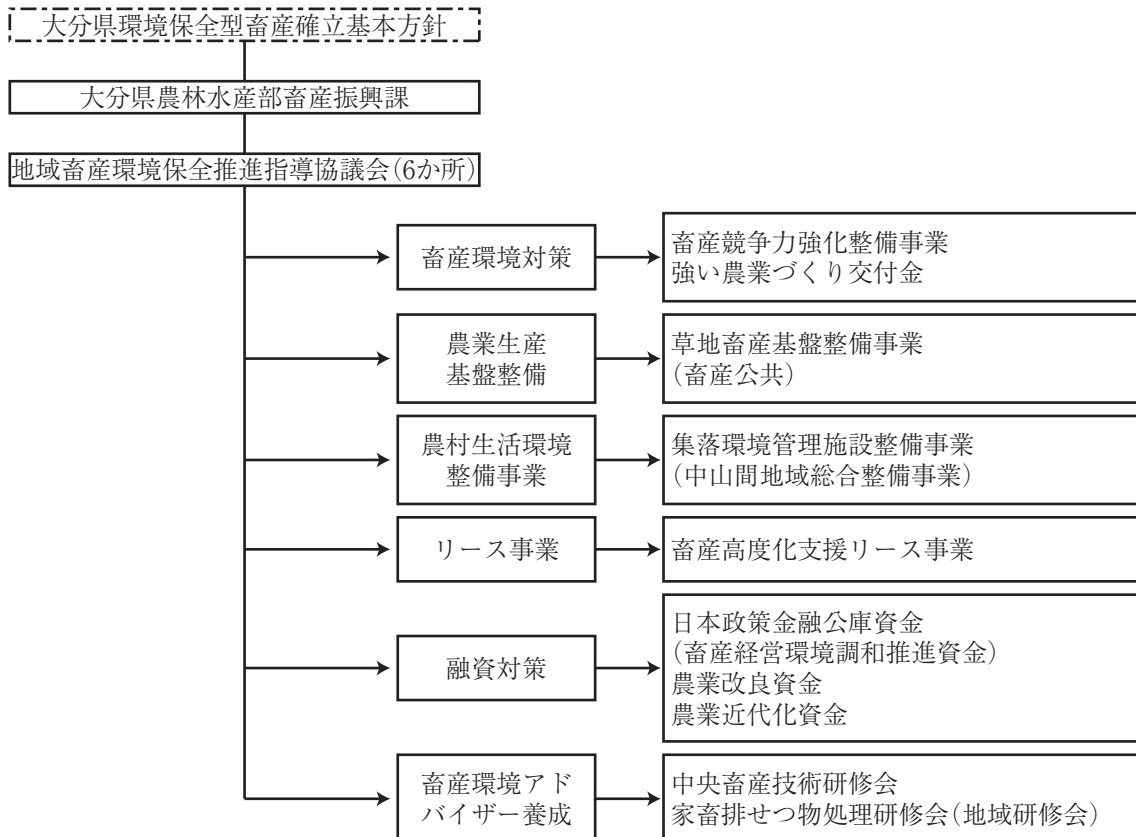 大分県環境保全型畜産確立基本方針
大分県農林水産部畜産振興課
地域畜産環境保全推進指導協議会(6か所)
畜産環境対策
畜産競争力強化整備事業
強い農業づくり交付金
農業生産
基盤整備
草地畜産基盤整備事業
(畜産公共)
農村生活環境
整備事業
集落環境管理施設整備事業
(中山間地域総合整備事業)
リース事業
畜産高度化支援リース事業
融資対策
日本政策金融公庫資金
(畜産経営環境調和推進資金)
農業改良資金
農業近代化資金
畜産環境アド
バイザー養成
中央畜産技術研修会
家畜排せつ物処理研修会(地域研修会)